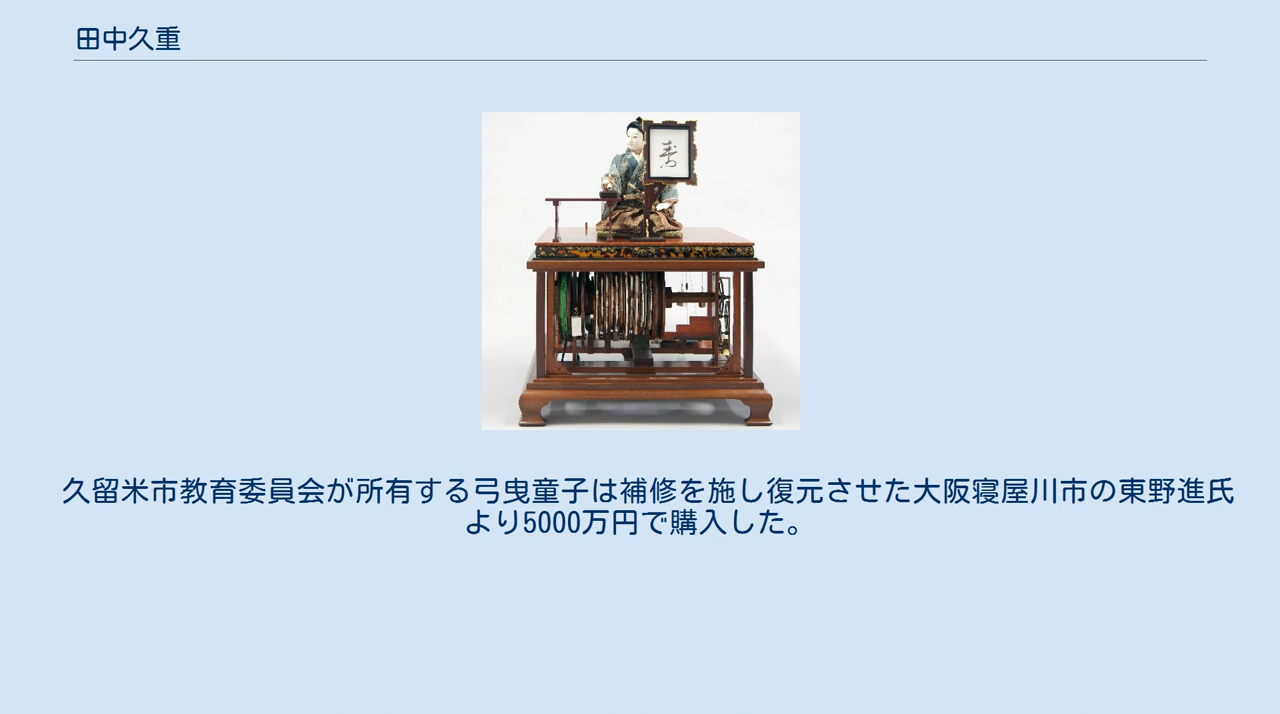 田中久重
寿
久留米市教育委員会が所有する弓曳童子は補修を施し復元させた大阪寝屋川市の東野進氏
より5000万円で購入した。